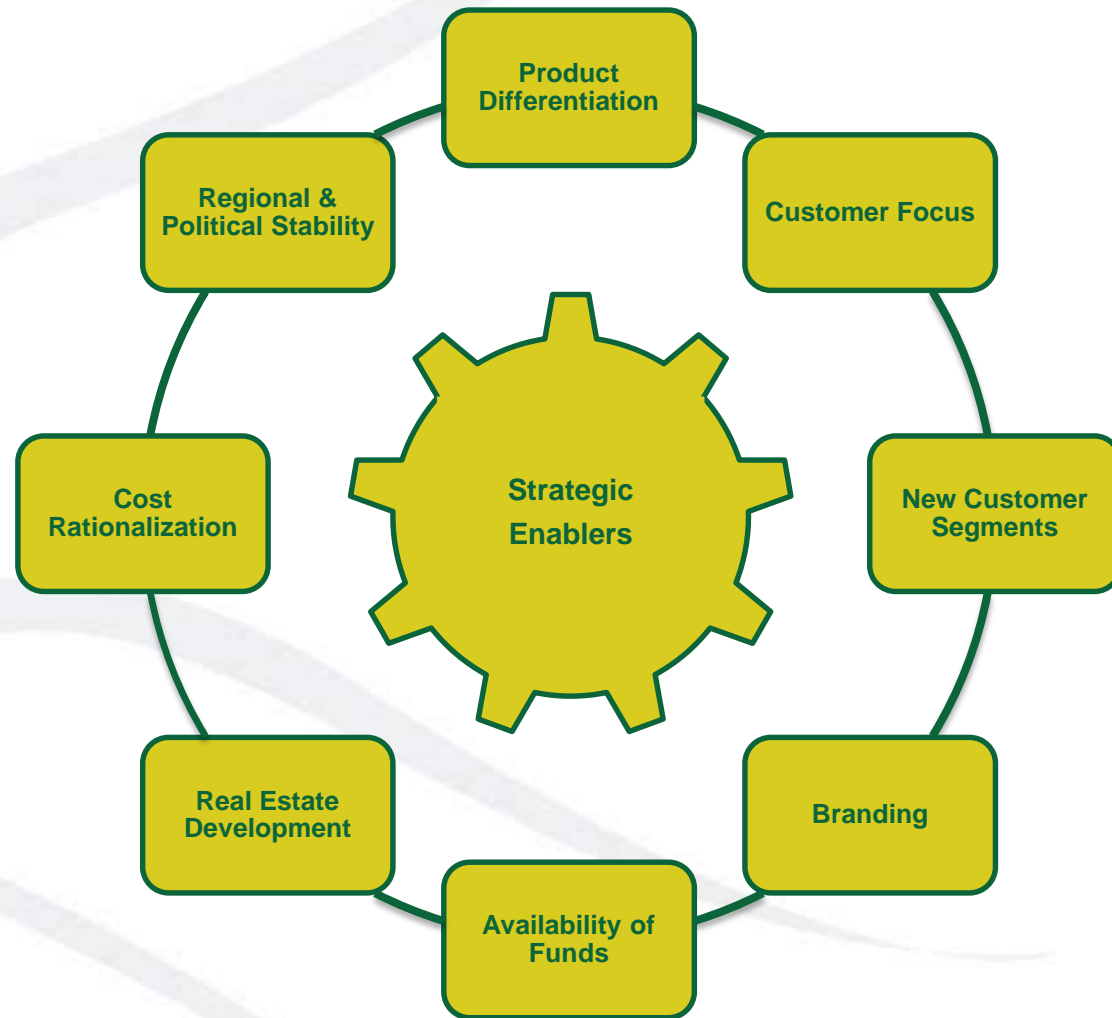 Product
Differentiation
Regional &
Political Stability
Customer Focus
Cost
Rationalization
Strategic
Enablers
New Customer
Segments
Real Estate
Development
Branding
Availability of
Funds